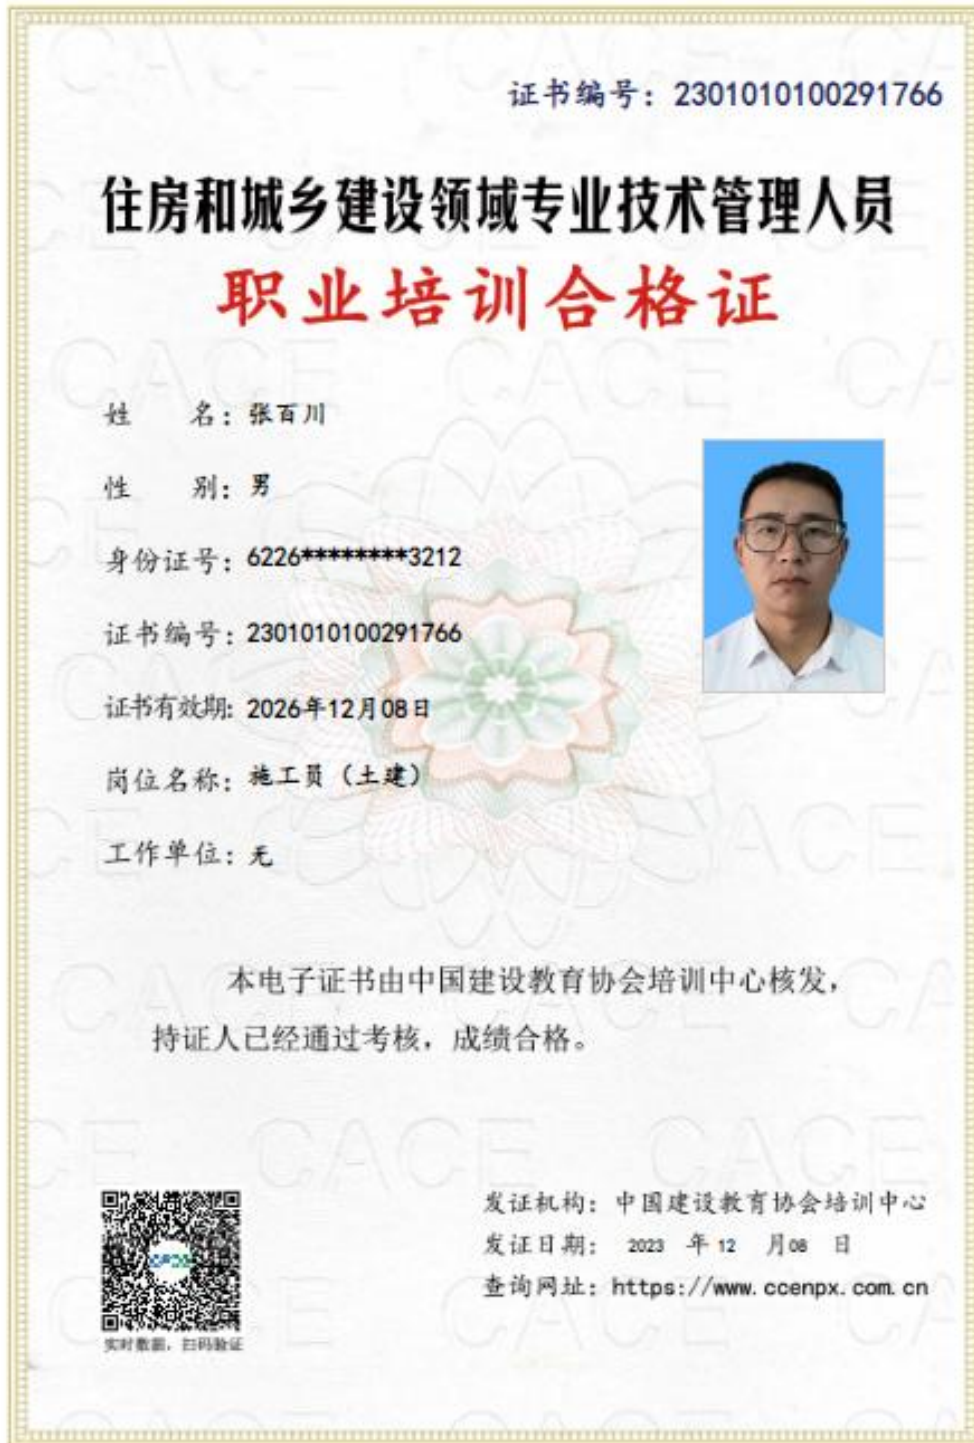 证书编号：2301010100291766
住房和城乡建设领域专业技术管理人员
职业培训合格证
姓 名：张百川
性 别：男
身份证号：6226********3212
证书编号：2301010100291766
证书有效期：2026年12月08日
岗位名称：施工员（土建）
工作单位：无
本电子证书由中国建设教育协会培训中心核发，
持证人已经通过考核，成绩合格。
发证机构：中国建设教育协会培训中心
发证日期： 2023 年 12 月 08 日
查询网址：https://www.ccenpx.com.cn
实时数据，扫码验证
CACE